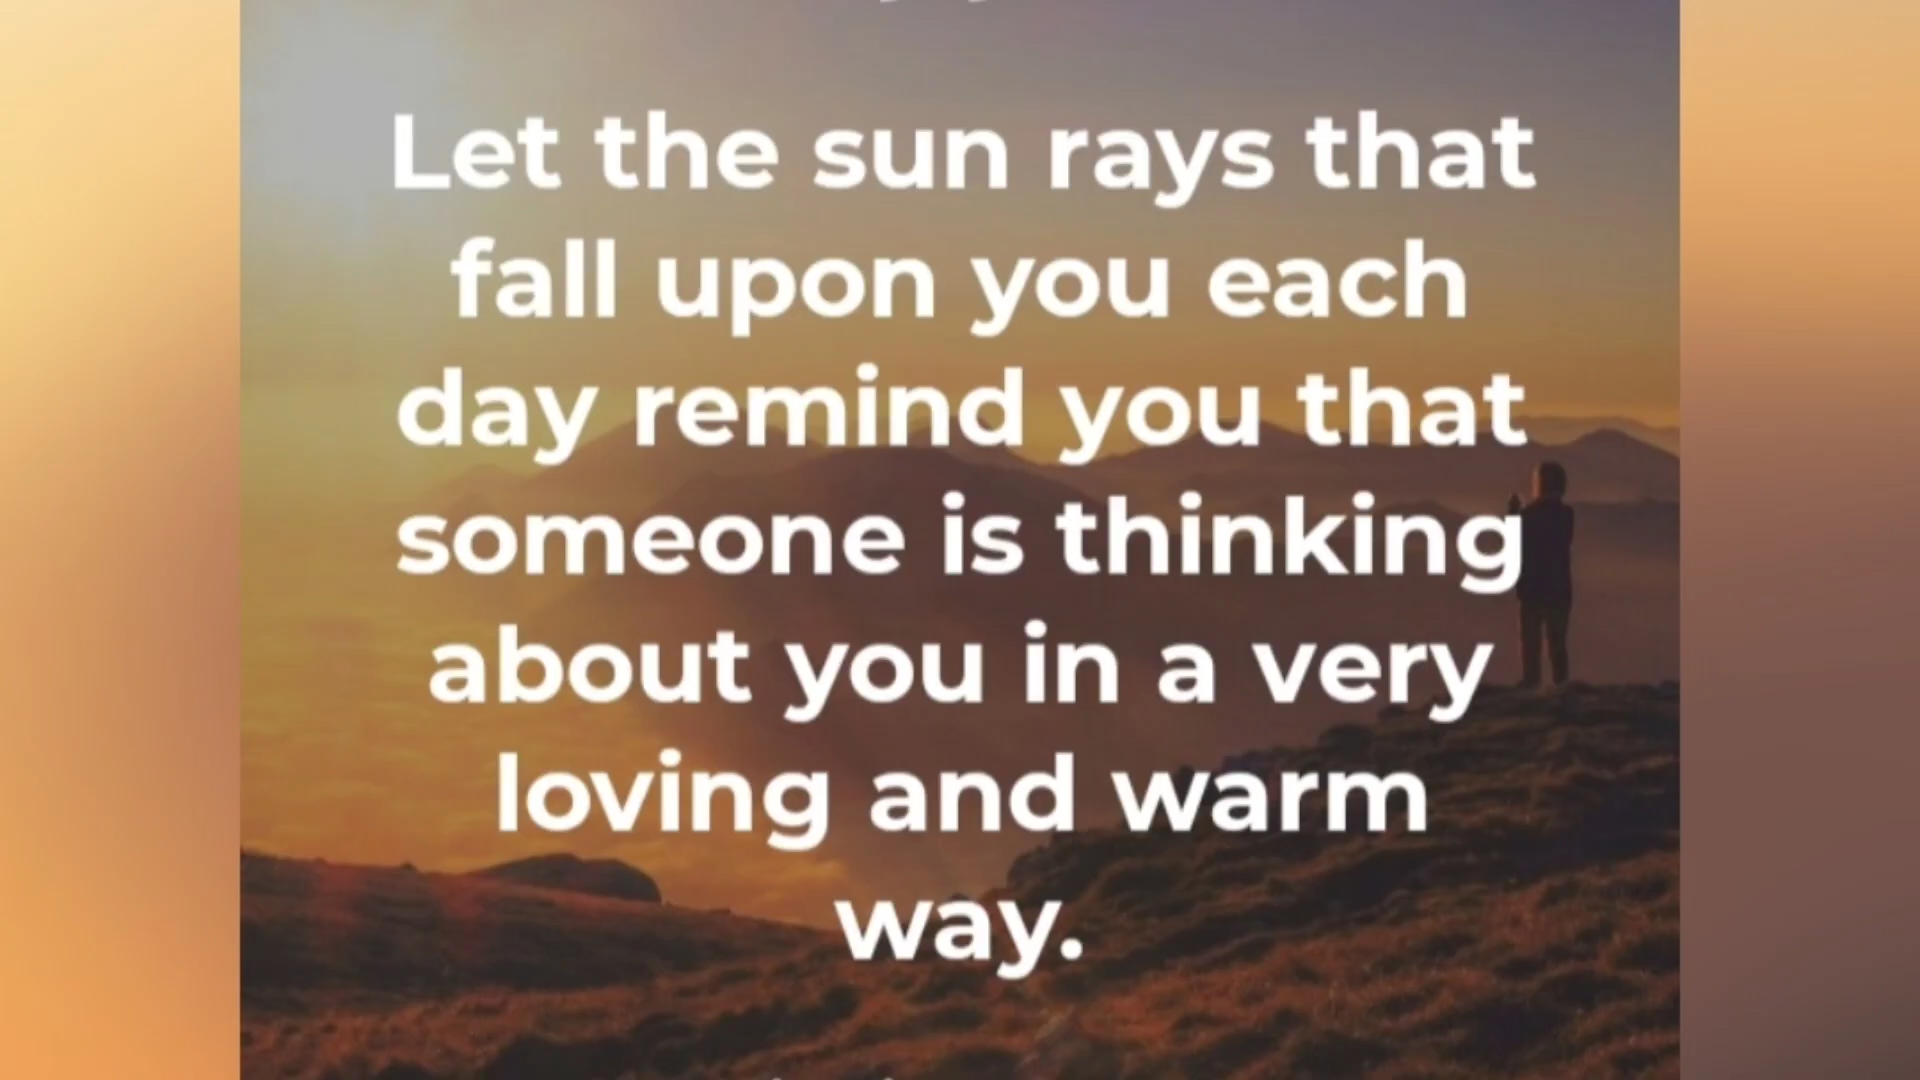 Let the sun rays that
fall upon you each
day remind you that
someone is thinking
about you in a very
loving and warm
way.